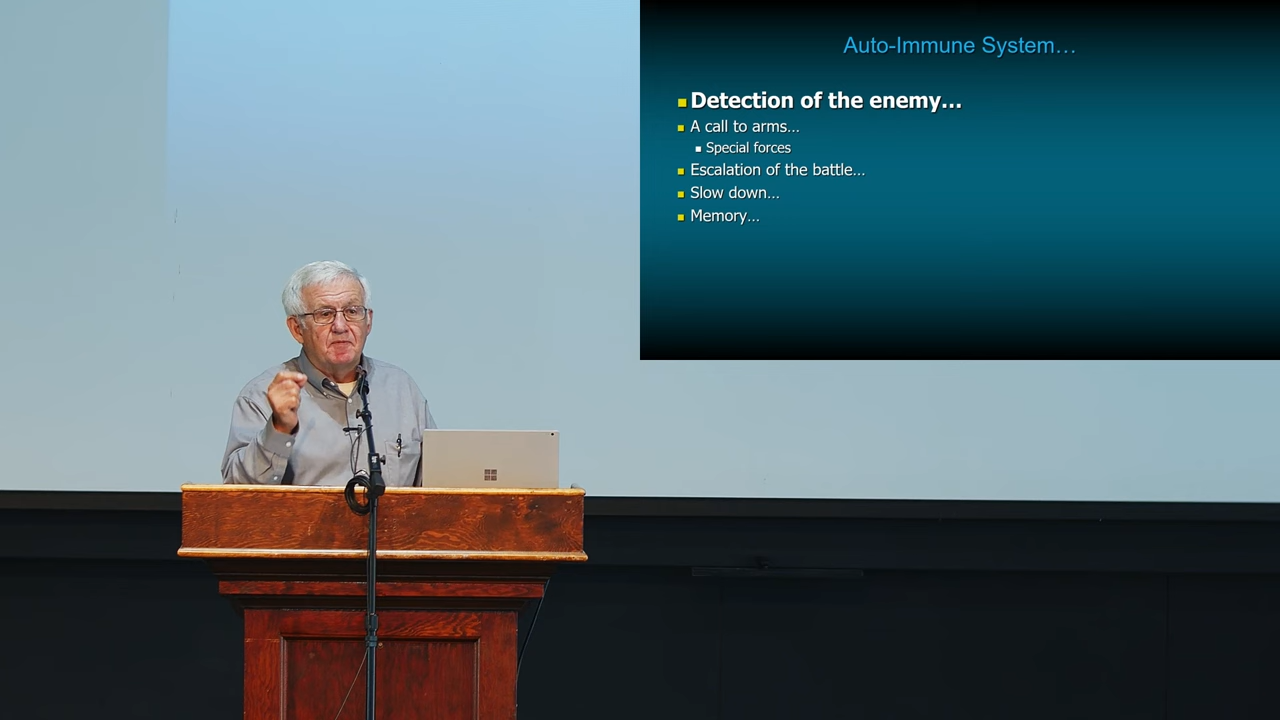 Auto-Immune System…
Detection of the enemy…
A call to arms…
Special forces
Escalation of the battle…
Slow down…
Memory…